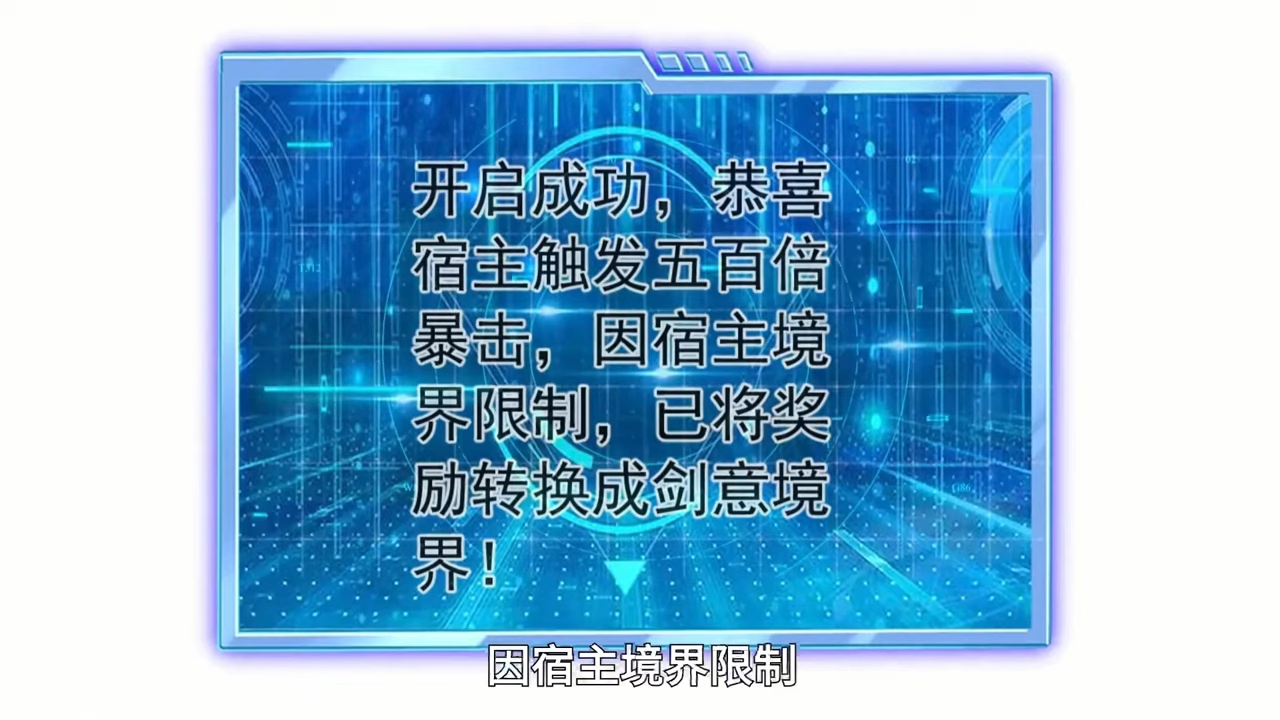 开启成功，恭喜
宿主触发五百倍
暴击，因宿主境
界限制，已将奖
励转换成剑意境
界！
因宿主境界限制